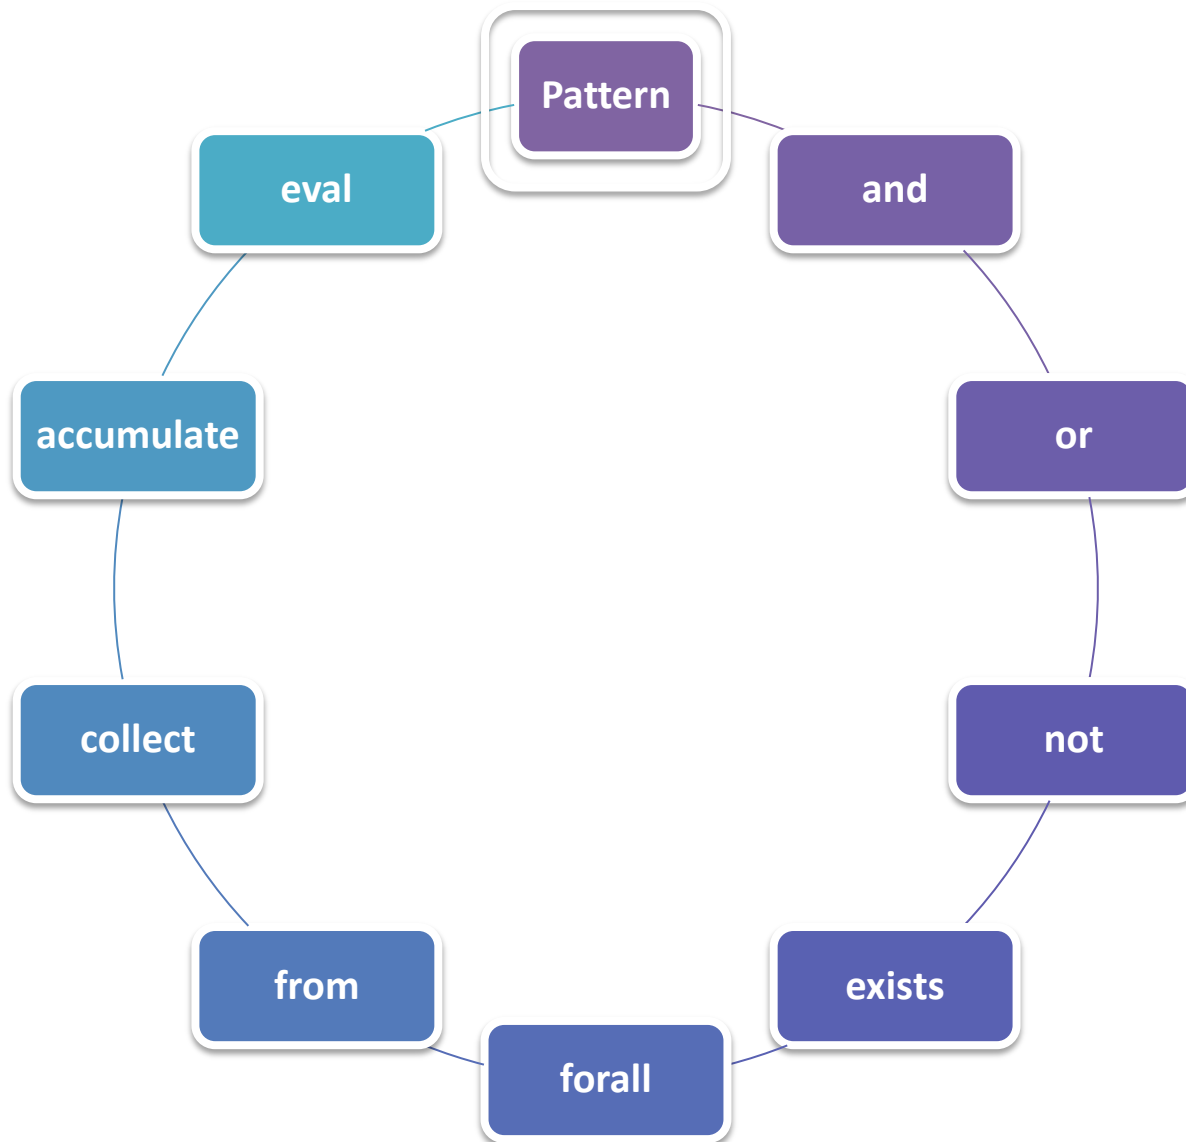 Pattern
and
or
not
exists
forall
from
collect
accumulate
eval